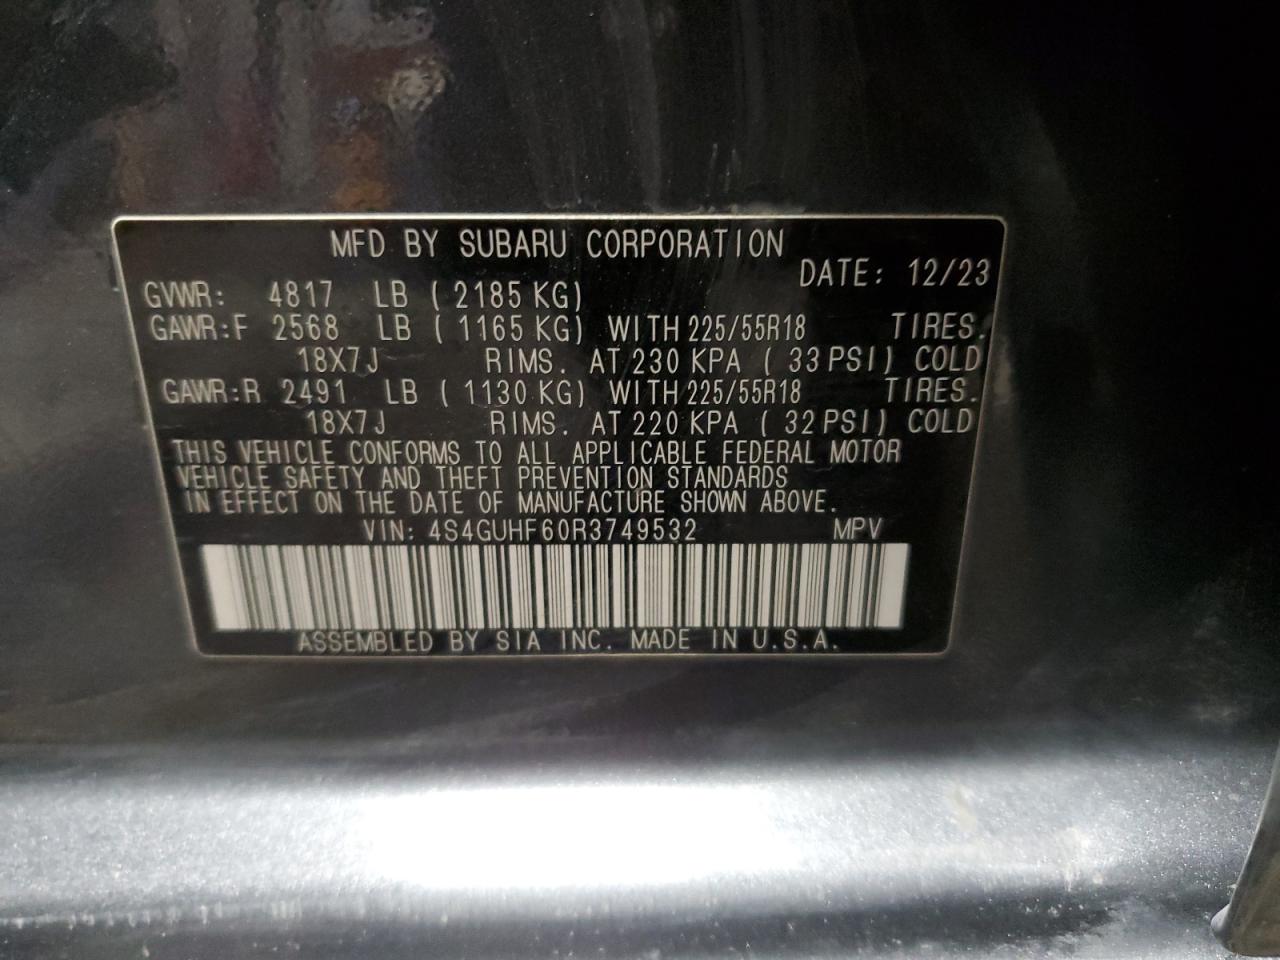 MFD BY SUBARU CORPORATION
DATE: 12/23
GVWR: 4817 LB ( 2185 KG)
GAWR:F 2568 LB ( 1165 KG) WITH 225/55R18 TIRES.
18X7J RIMS. AT 230 KPA ( 33 PSI) COLD
GAWR:R 2491 LB ( 1130 KG) WITH 225/55R18 TIRES.
18X7J RIMS. AT 220 KPA ( 32 PSI) COLD
THIS VEHICLE CONFORMS TO ALL APPLICABLE FEDERAL MOTOR
VEHICLE SAFETY AND THEFT PREVENTION STANDARDS
IN EFFECT ON THE DATE OF MANUFACTURE SHOWN ABOVE.
VIN: 4S4GUHF60R3749532 MPV
ASSEMBLED BY SIA INC. MADE IN U.S.A.